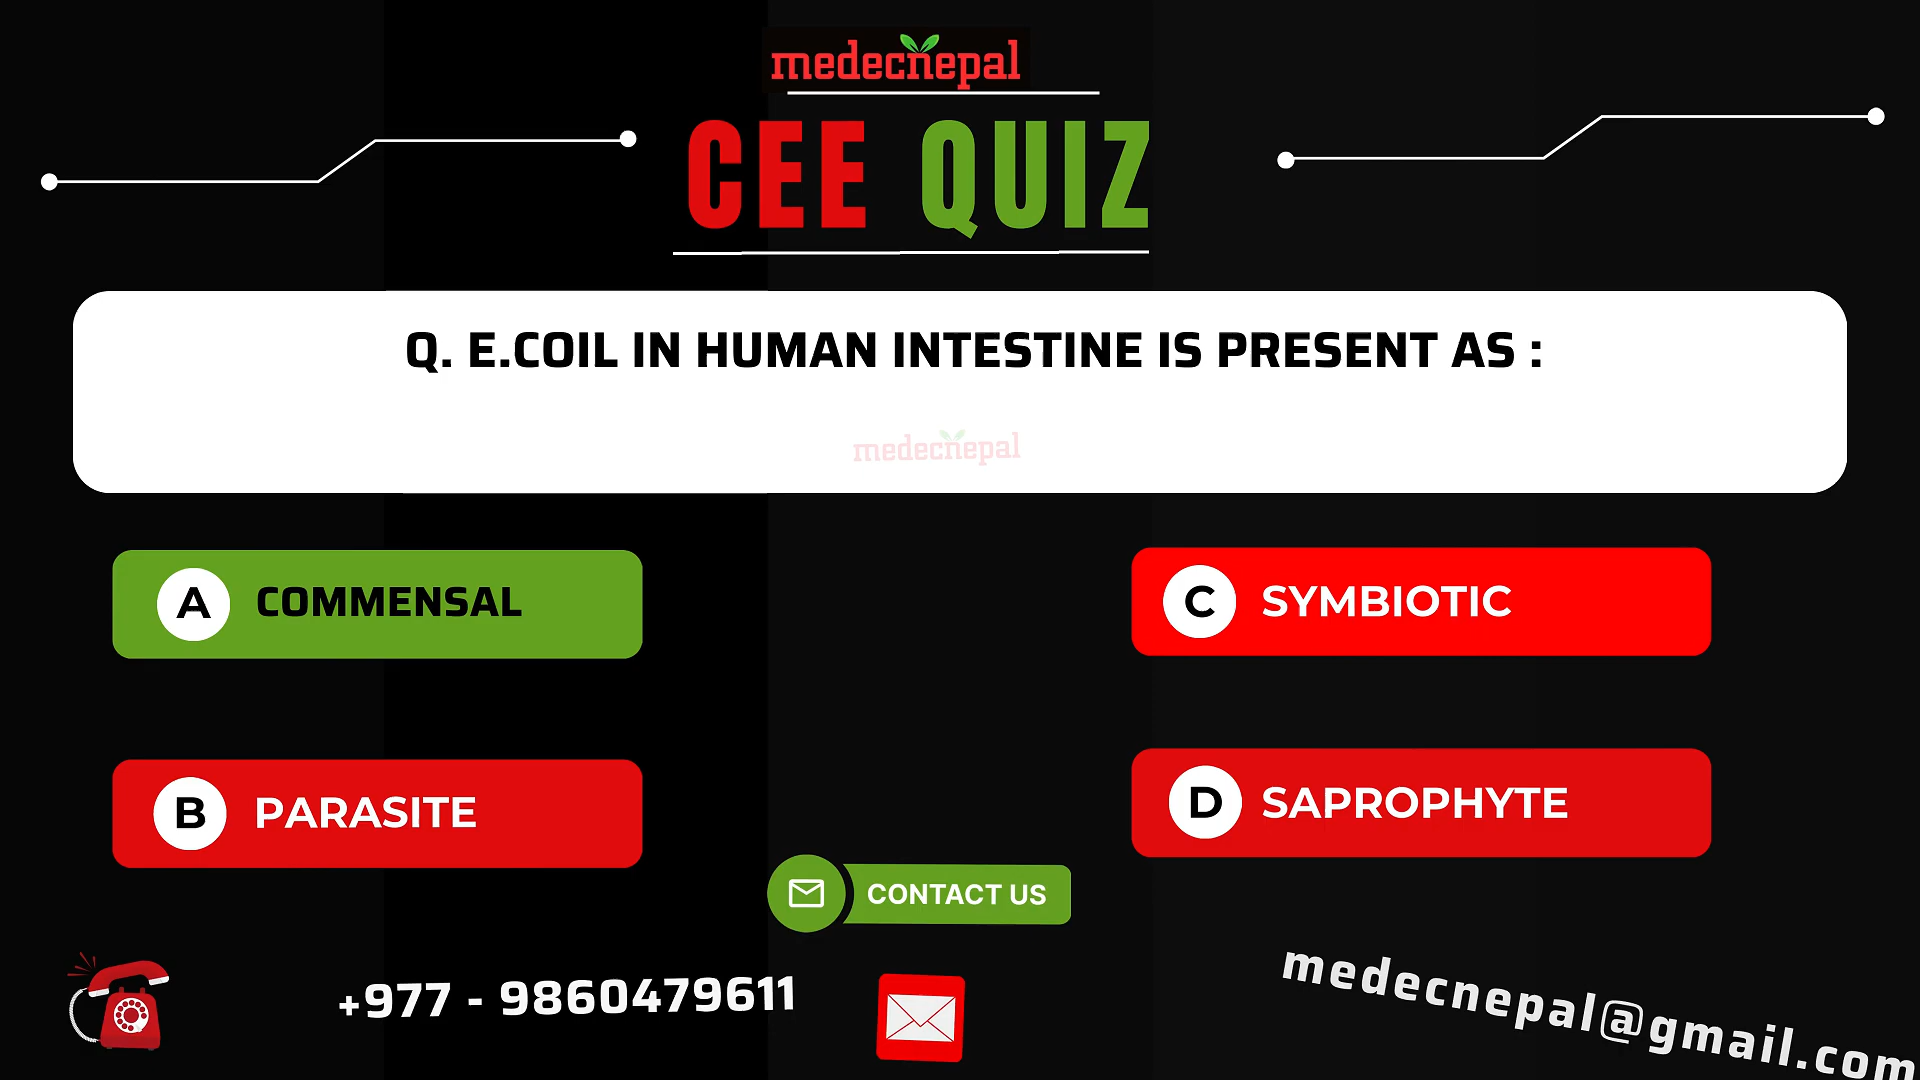 medecnepal
CEE QUIZ
Q. E.COIL IN HUMAN INTESTINE IS PRESENT AS :
medecnepal
A COMMENSAL
C SYMBIOTIC
B PARASITE
D SAPROPHYTE
CONTACT US
+977 - 9860479611
medecnepal@gmail.com